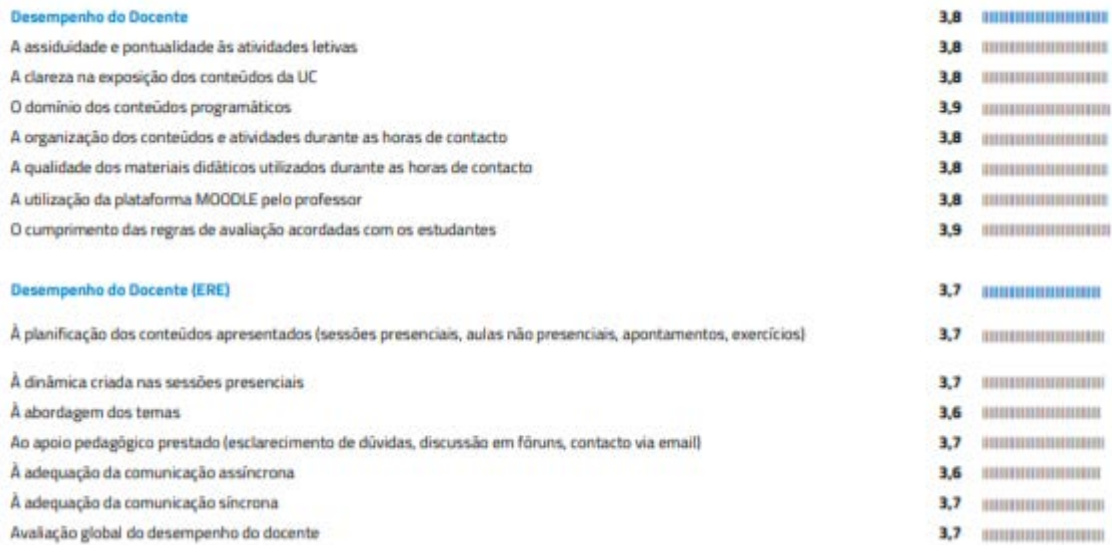 Desempenho do Docente 3,8
A assiduidade e pontualidade às atividades letivas 3,8
A clareza na exposição dos conteúdos da UC 3,8
O domínio dos conteúdos programáticos 3,9
A organização dos conteúdos e atividades durante as horas de contacto 3,8
A qualidade dos materiais didáticos utilizados durante as horas de contacto 3,8
A utilização da plataforma MOODLE pelo professor 3,8
O cumprimento das regras de avaliação acordadas com os estudantes 3,9
Desempenho do Docente (ERE) 3,7
À planificação dos conteúdos apresentados (sessões presenciais, aulas não presenciais, apontamentos, exercícios) 3,7
À dinâmica criada nas sessões presenciais 3,7
À abordagem dos temas 3,6
Ao apoio pedagógico prestado (esclarecimento de dúvidas, discussão em fóruns, contacto via email) 3,7
À adequação da comunicação assíncrona 3,6
À adequação da comunicação síncrona 3,7
Avaliação global do desempenho do docente 3,7